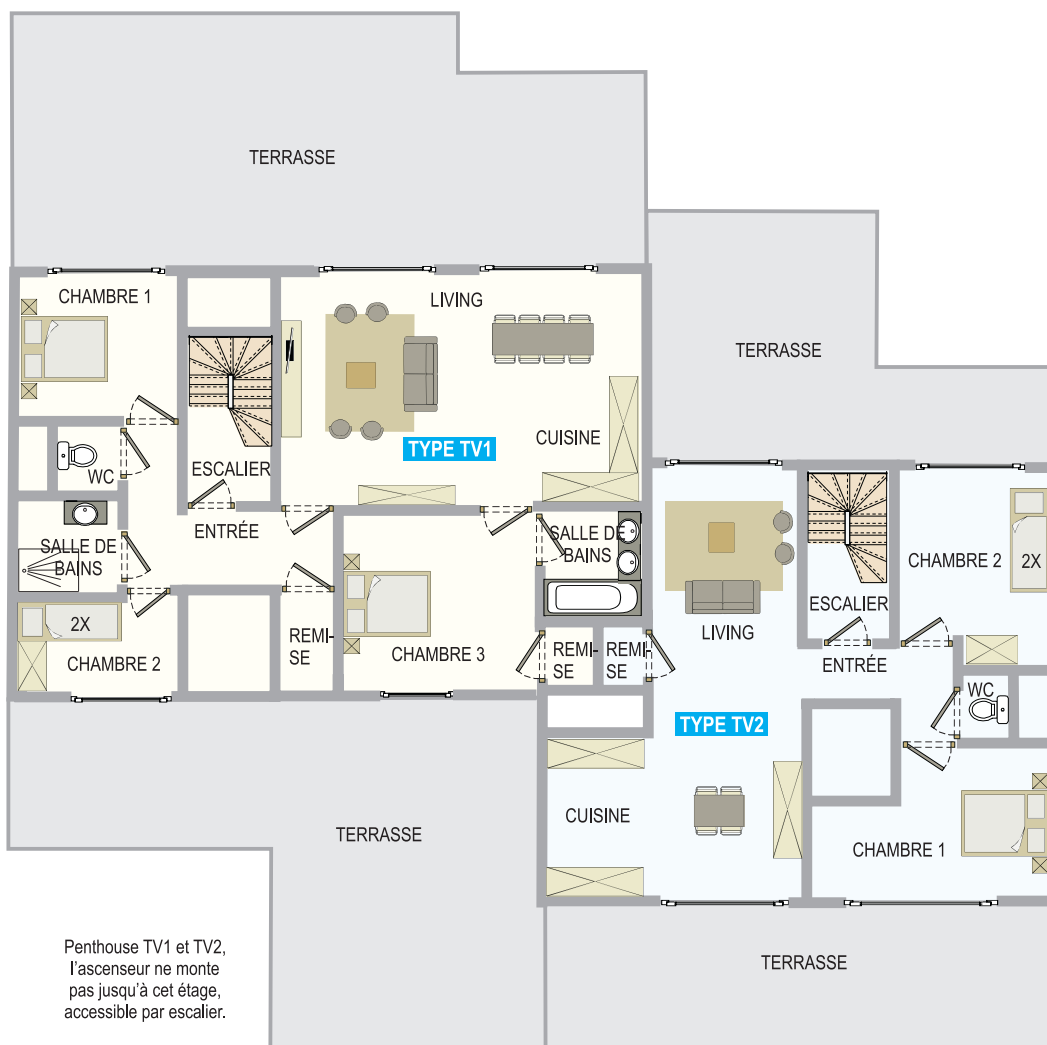 TERRASSE
CHAMBRE 1
LIVING
TERRASSE
CUISINE
TYPE TV1
ESCALIER
WC
ENTRÉE
SALLE DE
BAINS
SALLE DE
BAINS
CHAMBRE 2
2X
2X
ESCALIER
2X
CHAMBRE 2
REMI-
SE
CHAMBRE 3
REMI-
SE
REMI-
SE
LIVING
ENTRÉE
WC
TYPE TV2
CUISINE
TERRASSE
CHAMBRE 1
Penthouse TV1 et TV2,
l'ascenseur ne monte
pas jusqu'à cet étage,
accessible par escalier.
TERRASSE